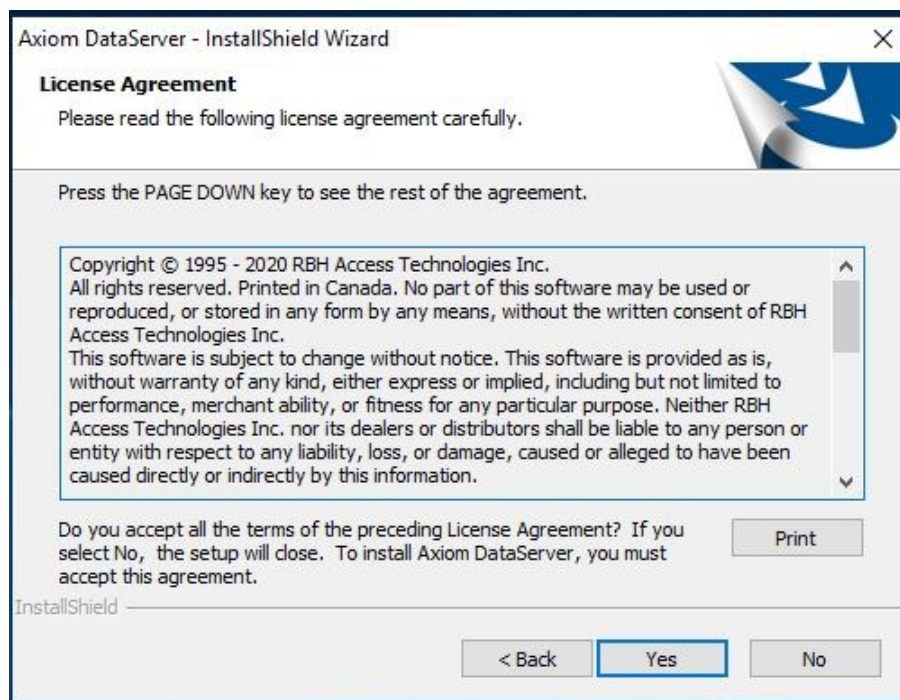 Axiom DataServer - InstallShield Wizard
License Agreement
Please read the following license agreement carefully.
Press the PAGE DOWN key to see the rest of the agreement.
Copyright © 1995 - 2020 RBH Access Technologies Inc.
All rights reserved. Printed in Canada. No part of this software may be used or
reproduced, or stored in any form by any means, without the written consent of RBH
Access Technologies Inc.
This software is subject to change without notice. This software is provided as is,
without warranty of any kind, either express or implied, including but not limited to
performance, merchant ability, or fitness for any particular purpose. Neither RBH
Access Technologies Inc. nor its dealers or distributors shall be liable to any person or
entity with respect to any liability, loss, or damage, caused or alleged to have been
caused directly or indirectly by this information.
Do you accept all the terms of the preceding License Agreement? If you
select No, the setup will close. To install Axiom DataServer, you must
accept this agreement.
Print
InstallShield
< Back
Yes
No